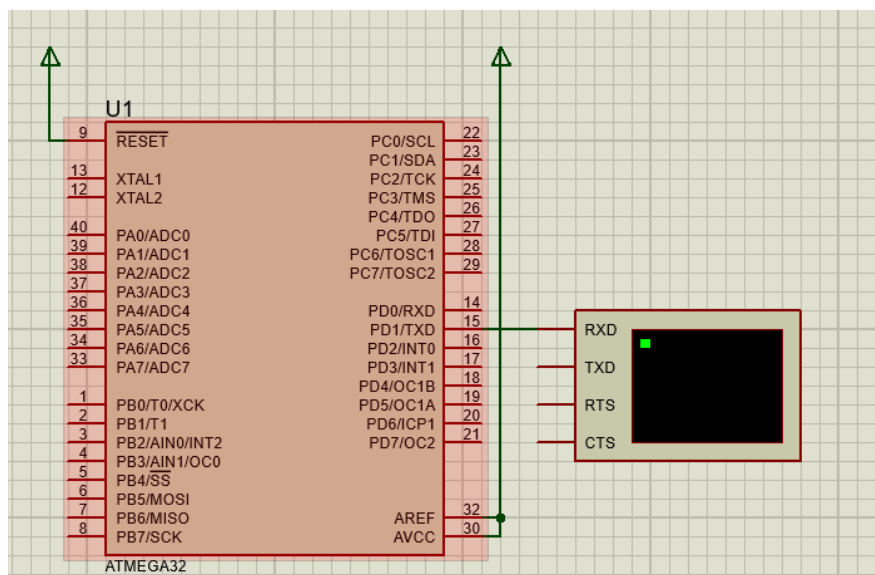 U1
9 RESET
13 XTAL1
12 XTAL2
40 PA0/ADC0
39 PA1/ADC1
38 PA2/ADC2
37 PA3/ADC3
36 PA4/ADC4
35 PA5/ADC5
34 PA6/ADC6
33 PA7/ADC7
1 PB0/T0/XCK
2 PB1/T1
3 PB2/AIN0/INT2
4 PB3/AIN1/OC0
5 PB4/SS
6 PB5/MOSI
7 PB6/MISO
8 PB7/SCK
PC0/SCL 22
PC1/SDA 23
PC2/TCK 24
PC3/TMS 25
PC4/TDO 26
PC5/TDI 27
PC6/TOSC1 28
PC7/TOSC2 29
PD0/RXD 14
PD1/TXD 15
PD2/INT0 16
PD3/INT1 17
PD4/OC1B 18
PD5/OC1A 19
PD6/ICP1 20
PD7/OC2 21
AREF 32
AVCC 30
ATMEGA32
RXD
TXD
RTS
CTS